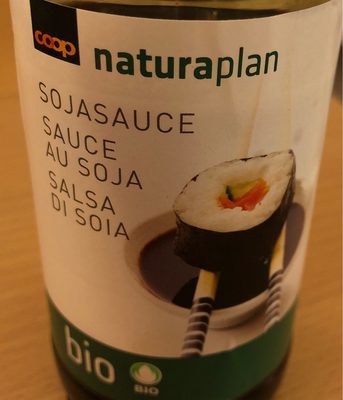 coop
naturaplan
SOJASAUCE
SAUCE
AU SOJA
SALSA
DI SOIA
bio
BIO